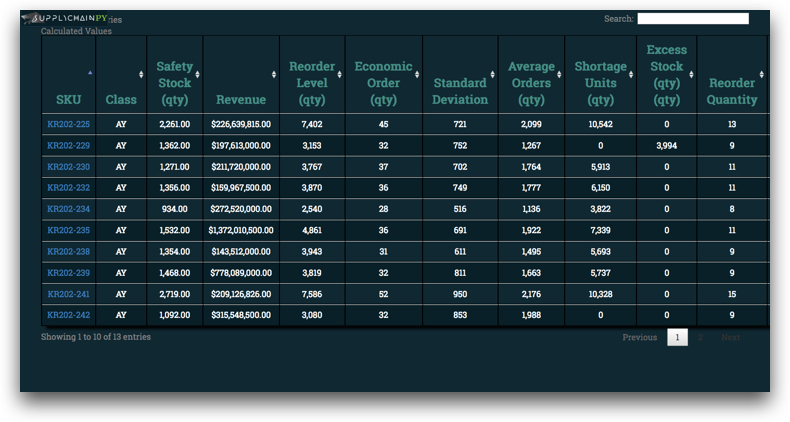 SUPPLYCHAINPY ries
Search:
Calculated Values
SKU Class Safety Stock (qty) Revenue Reorder Level (qty) Economic Order (qty) Standard Deviation Average Orders (qty) Shortage Units (qty) Excess Stock (qty) (qty) Reorder Quantity
KR202-225 AY 2,261.00 $226,639,815.00 7,402 45 721 2,099 10,542 0 13
KR202-229 AY 1,362.00 $197,613,000.00 3,153 32 752 1,267 0 3,994 9
KR202-230 AY 1,271.00 $211,720,000.00 3,767 37 702 1,764 5,913 0 11
KR202-232 AY 1,356.00 $159,967,500.00 3,870 36 749 1,777 6,150 0 11
KR202-234 AY 934.00 $272,520,000.00 2,540 28 516 1,136 3,822 0 8
KR202-235 AY 1,532.00 $1,372,010,500.00 4,861 36 691 1,922 7,339 0 11
KR202-238 AY 1,354.00 $143,512,000.00 3,943 31 611 1,495 5,693 0 9
KR202-239 AY 1,468.00 $778,089,000.00 3,819 32 811 1,663 5,737 0 9
KR202-241 AY 2,719.00 $209,126,826.00 7,586 52 950 2,176 10,328 0 15
KR202-242 AY 1,092.00 $315,548,500.00 3,080 32 853 1,988 0 0 9
Showing 1 to 10 of 13 entries
Previous 1 2 Next